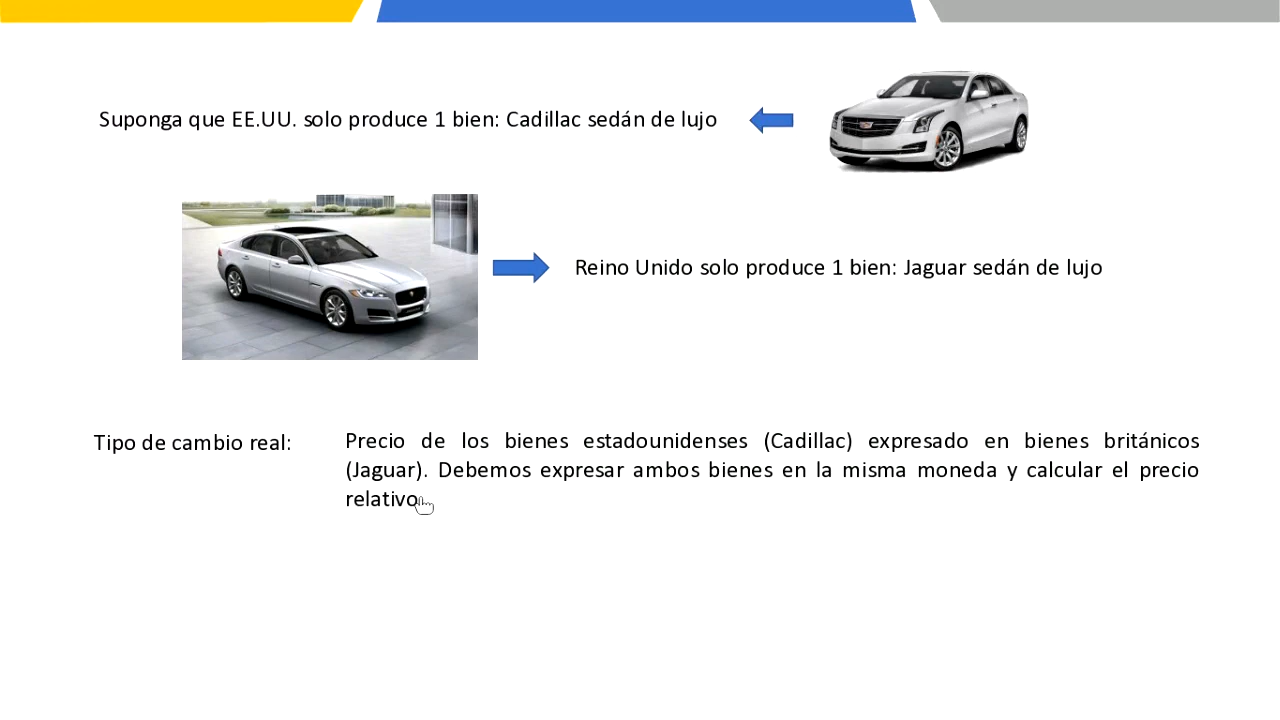 Suponga que EE.UU. solo produce 1 bien: Cadillac sedán de lujo
Reino Unido solo produce 1 bien: Jaguar sedán de lujo
Tipo de cambio real:
Precio de los bienes estadounidenses (Cadillac) expresado en bienes británicos
(Jaguar). Debemos expresar ambos bienes en la misma moneda y calcular el precio
relativo